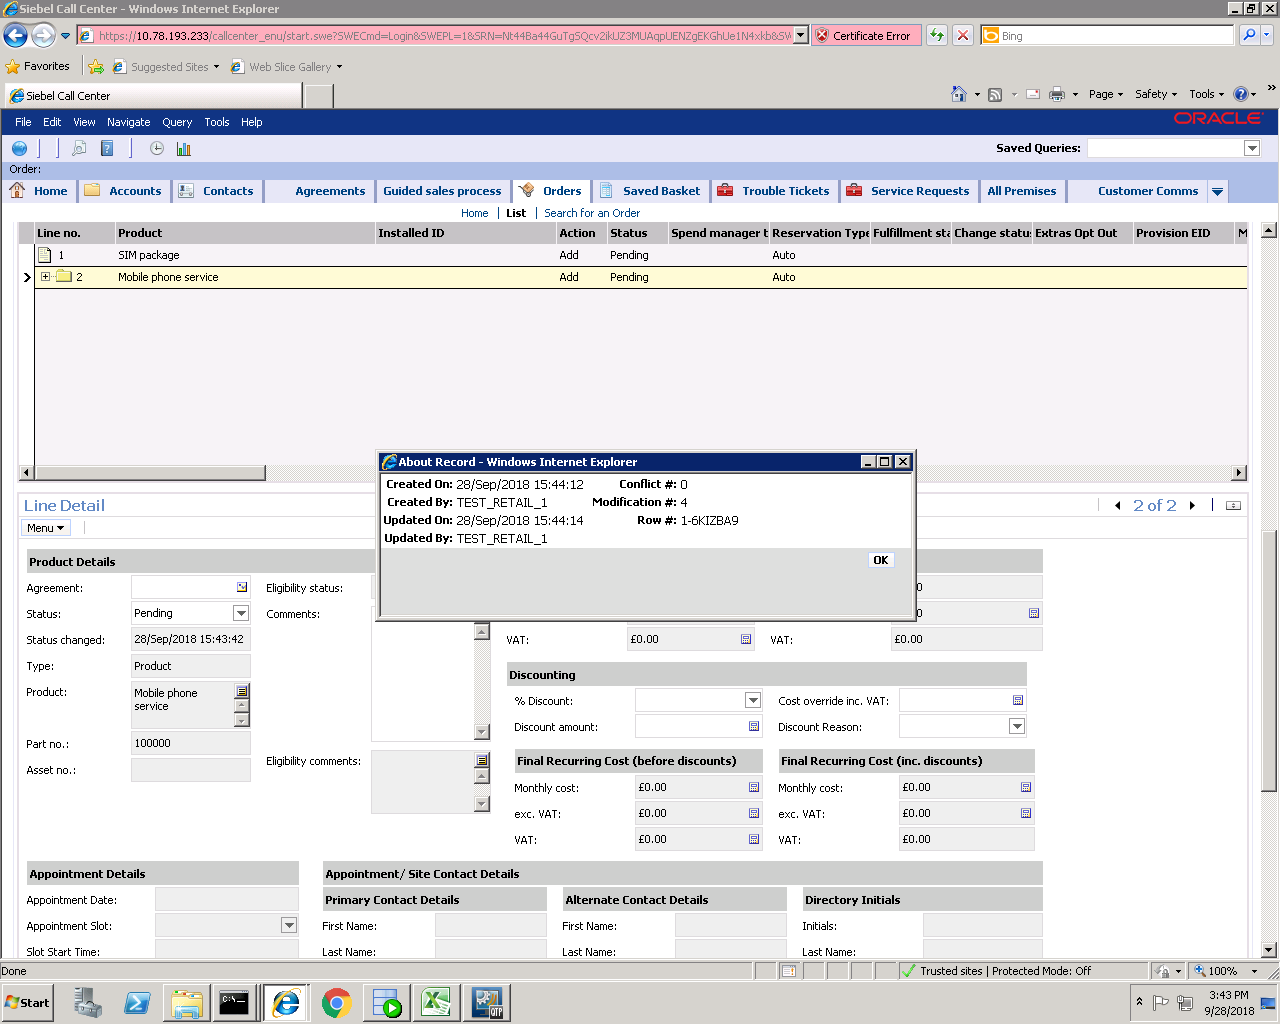 Siebel Call Center - Windows Internet Explorer
https://10.78.193.233/callcenter_enu/start.swe?SWECmd=Login&SWEPL=1&SRN=Nt44Ba44GuTgSQcv2ikUZ3MUAqpUENZgEKGhUe1N4xkb&SV
Certificate Error
Bing
Favorites
Suggested Sites
Web Slice Gallery
Siebel Call Center
Page
Safety
Tools
File Edit View Navigate Query Tools Help
ORACLE
Saved Queries:
Order:
Home Accounts Contacts Agreements Guided sales process Orders Saved Basket Trouble Tickets Service Requests All Premises Customer Comms
Home | List | Search for an Order
Line no. Product Installed ID Action Status Spend manager t Reservation Type Fulfillment sta Change status Extras Opt Out Provision EID M
1 SIM package Add Pending Auto
2 Mobile phone service Add Pending Auto
About Record - Windows Internet Explorer
Created On: 28/Sep/2018 15:44:12 Conflict #: 0
Created By: TEST_RETAIL_1 Modification #: 4
Updated On: 28/Sep/2018 15:44:14 Row #: 1-6KIZBA9
Updated By: TEST_RETAIL_1
OK
Line Detail
2 of 2
Menu
Product Details
Agreement: Eligibility status: 0
Status: Pending Comments: 0
Status changed: 28/Sep/2018 15:43:42 VAT: £0.00 VAT: £0.00
Type: Product
Discounting
Product: Mobile phone service
% Discount: Cost override inc. VAT:
Discount amount: Discount Reason:
Part no.: 100000
Asset no.:
Eligibility comments:
Final Recurring Cost (before discounts) Final Recurring Cost (inc. discounts)
Monthly cost: £0.00 Monthly cost: £0.00
exc. VAT: £0.00 exc. VAT: £0.00
VAT: £0.00 VAT: £0.00
Appointment Details Appointment/ Site Contact Details
Appointment Date: Primary Contact Details Alternate Contact Details Directory Initials
Appointment Slot: First Name: First Name: Initials:
Slot Start Time: Last Name: Last Name: Last Name:
Done
Trusted sites | Protected Mode: Off
100%
Start
C:\
QTP
3:43 PM
9/28/2018